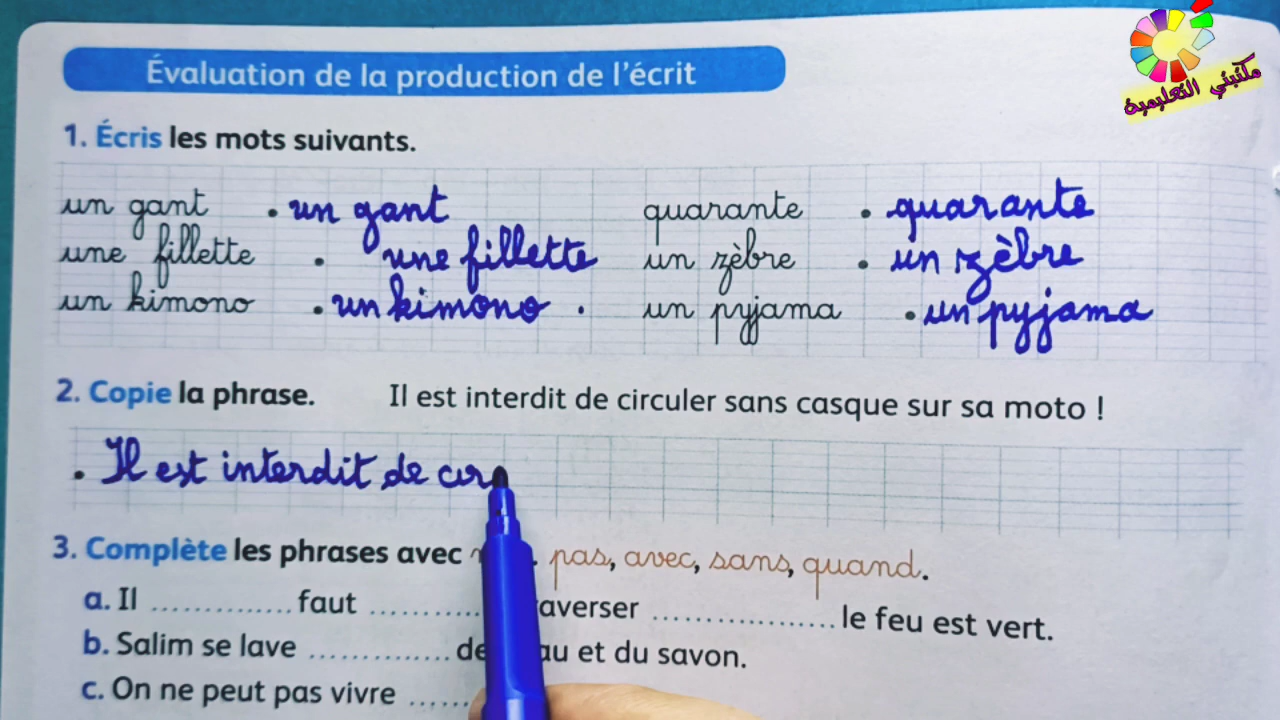 مكتبتي التعليمية
Évaluation de la production de l'écrit
1. Écris les mots suivants.
un gant . un gant quarante . quarante
une fillette . une fillette un zèbre . un zèbre
un kimono . un kimono . un pyjama . un pyjama
2. Copie la phrase. Il est interdit de circuler sans casque sur sa moto !
. Il est interdit de cir
3. Complète les phrases avec pas, avec, sans, quand.
a. Il .............. faut ........... le feu est vert.
b. Salim se lave .............. et du savon.
c. On ne peut pas vivre ......